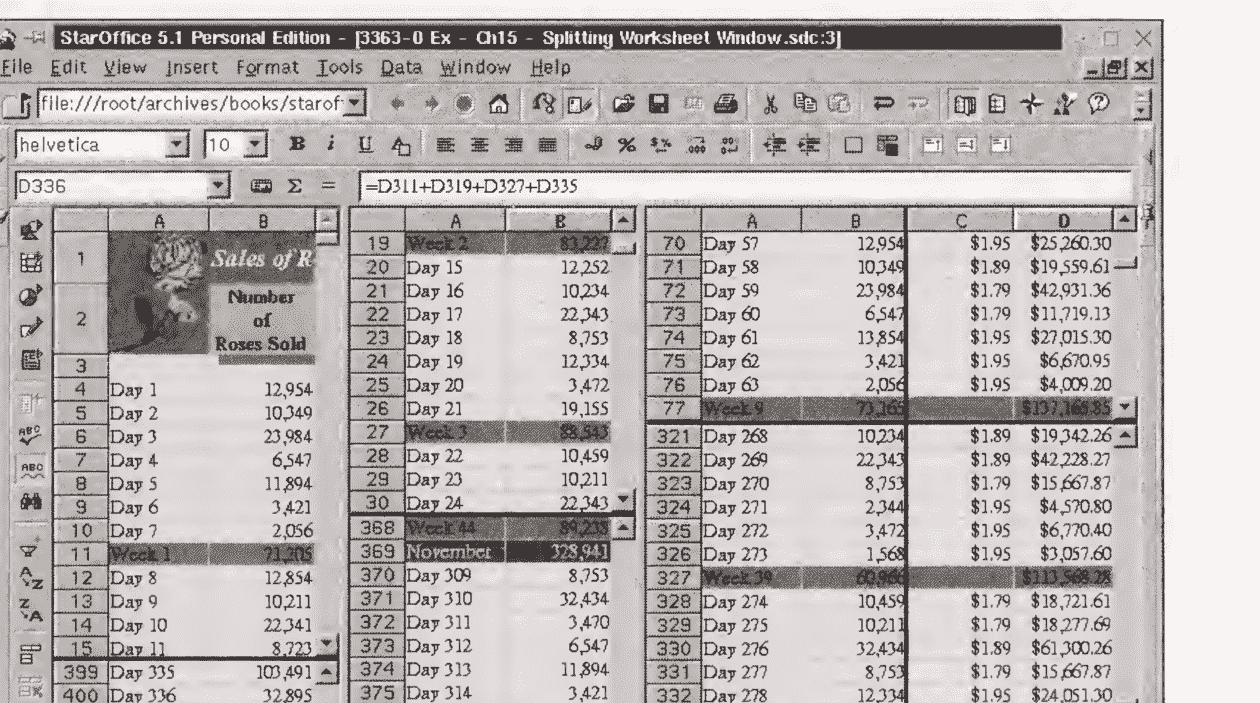 StarOffice 5.1 Personal Edition - [3363-0 Ex - Ch15 - Splitting Worksheet Window.sdc:3]
File Edit View Insert Format Tools Data Window Help
file:///root/archives/books/starof
helvetica 10 B i U
D336 Σ = =D311+D319+D327+D335
A B
1 Sales of R
2 Number
of
Roses Sold
3
4 Day 1 12,954
5 Day 2 10,349
6 Day 3 23,984
7 Day 4 6,547
8 Day 5 11,894
9 Day 6 3,421
10 Day 7 2,056
11 Week 1 71,205
12 Day 8 12,854
13 Day 9 10,211
14 Day 10 22,341
15 Day 11 8,723
399 Day 335 103,491
400 Day 336 32,895
A B
19 Week 2 83,227
20 Day 15 12,252
21 Day 16 10,234
22 Day 17 22,343
23 Day 18 8,753
24 Day 19 12,334
25 Day 20 3,472
26 Day 21 19,155
27 Week 3 88,543
28 Day 22 10,459
29 Day 23 10,211
30 Day 24 22,343
368 Week 44 89,238
369 November 328,941
370 Day 309 8,753
371 Day 310 32,434
372 Day 311 3,470
373 Day 312 6,547
374 Day 313 11,894
375 Day 314 3,421
A B C D
70 Day 57 12,954 $1.95 $25,260.30
71 Day 58 10,349 $1.89 $19,559.61
72 Day 59 23,984 $1.79 $42,931.36
73 Day 60 6,547 $1.79 $11,719.13
74 Day 61 13,854 $1.95 $27,015.30
75 Day 62 3,421 $1.95 $6,670.95
76 Day 63 2,056 $1.95 $4,009.20
77 Week 9 73,165 $137,165.85
321 Day 268 10,234 $1.89 $19,342.26
322 Day 269 22,343 $1.89 $42,228.27
323 Day 270 8,753 $1.79 $15,667.87
324 Day 271 2,344 $1.95 $4,570.80
325 Day 272 3,472 $1.95 $6,770.40
326 Day 273 1,568 $1.95 $3,057.60
327 Week 39 60,966 $113,568.28
328 Day 274 10,459 $1.79 $18,721.61
329 Day 275 10,211 $1.79 $18,277.69
330 Day 276 32,434 $1.89 $61,300.26
331 Day 277 8,753 $1.79 $15,667.87
332 Day 278 12,334 $1.95 $24,051.30